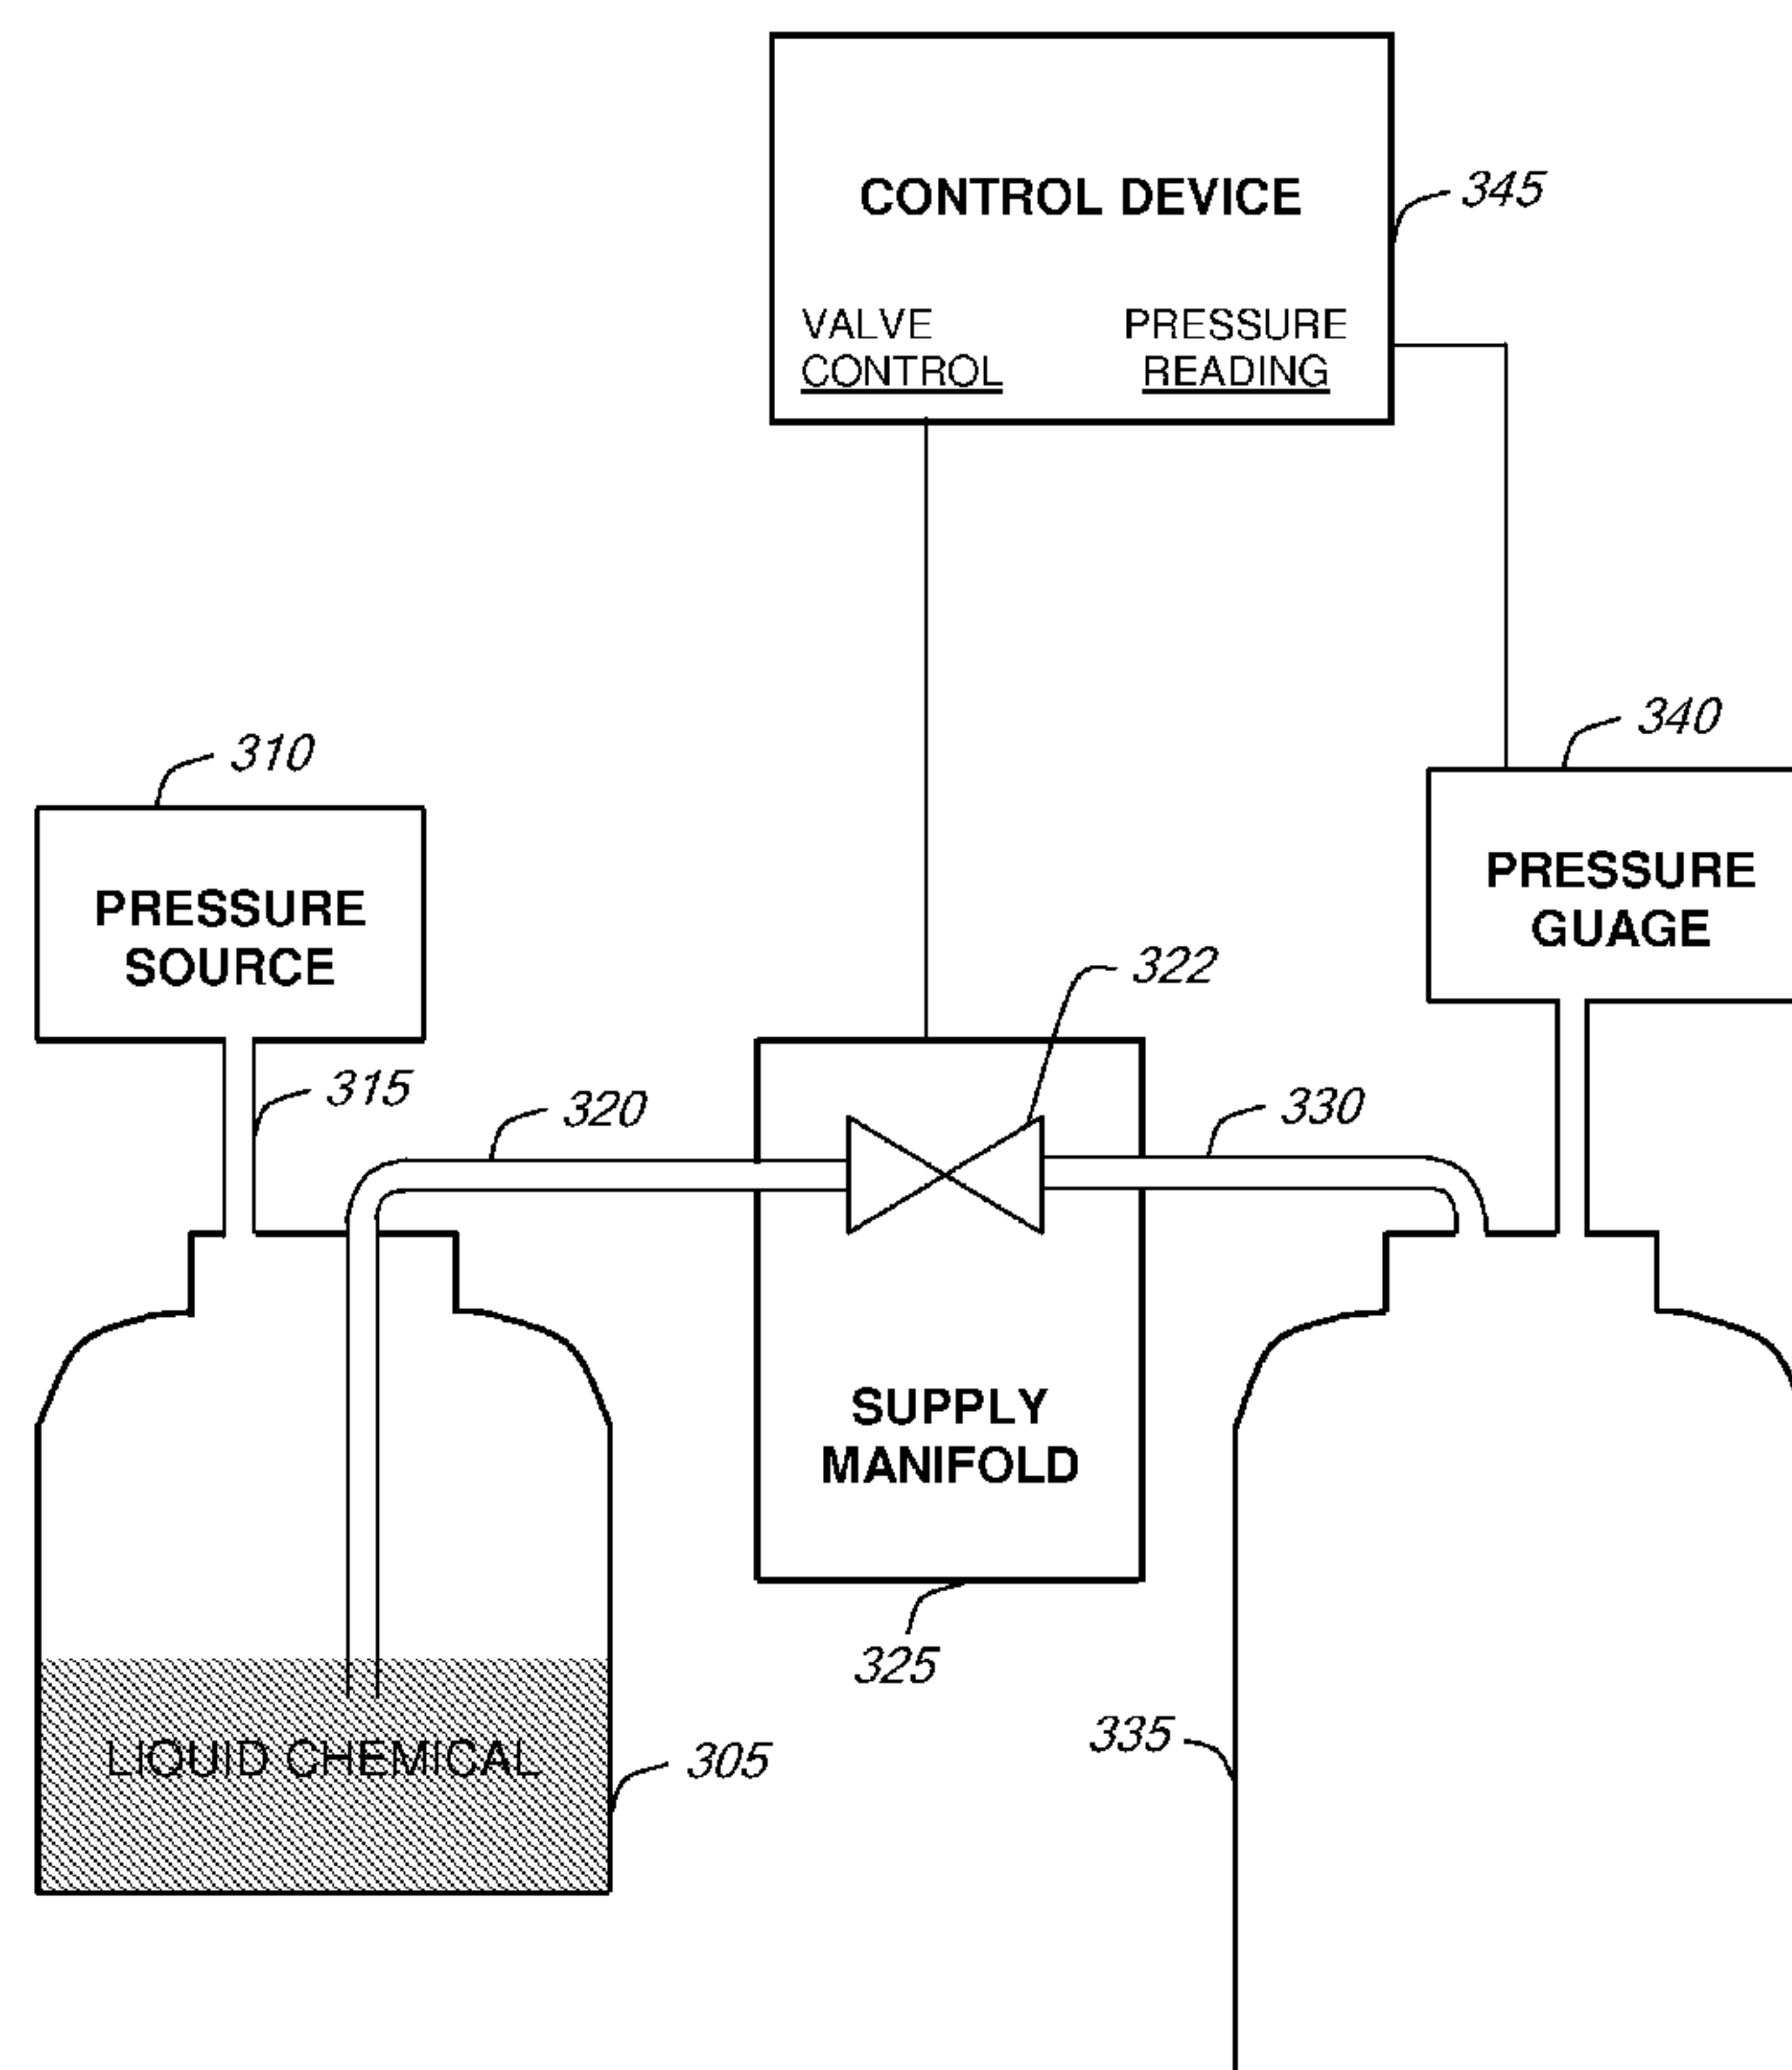 CONTROL DEVICE
345
VALVE
CONTROL
PRESSURE
READING
340
310
PRESSURE
SOURCE
PRESSURE
GUAGE
322
315
320
330
SUPPLY
MANIFOLD
325
335
LIQUID CHEMICAL
305